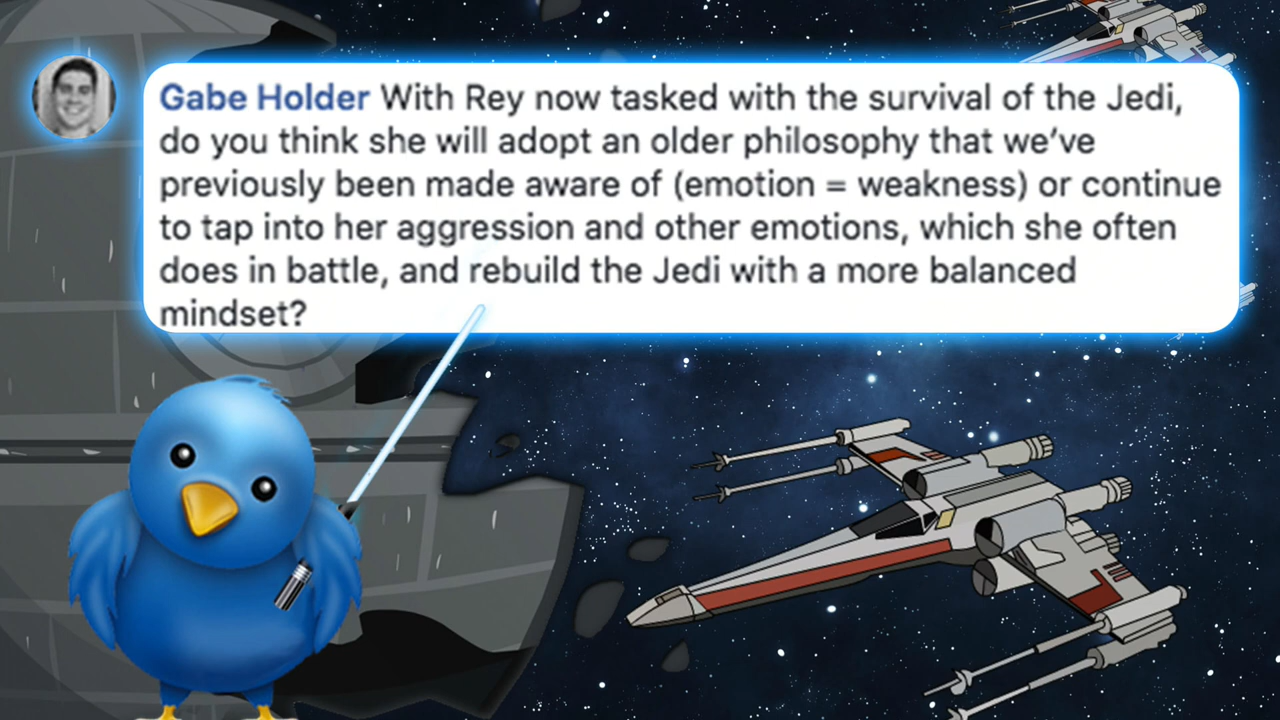 Gabe Holder With Rey now tasked with the survival of the Jedi,
do you think she will adopt an older philosophy that we’ve
previously been made aware of (emotion = weakness) or continue
to tap into her aggression and other emotions, which she often
does in battle, and rebuild the Jedi with a more balanced
mindset?